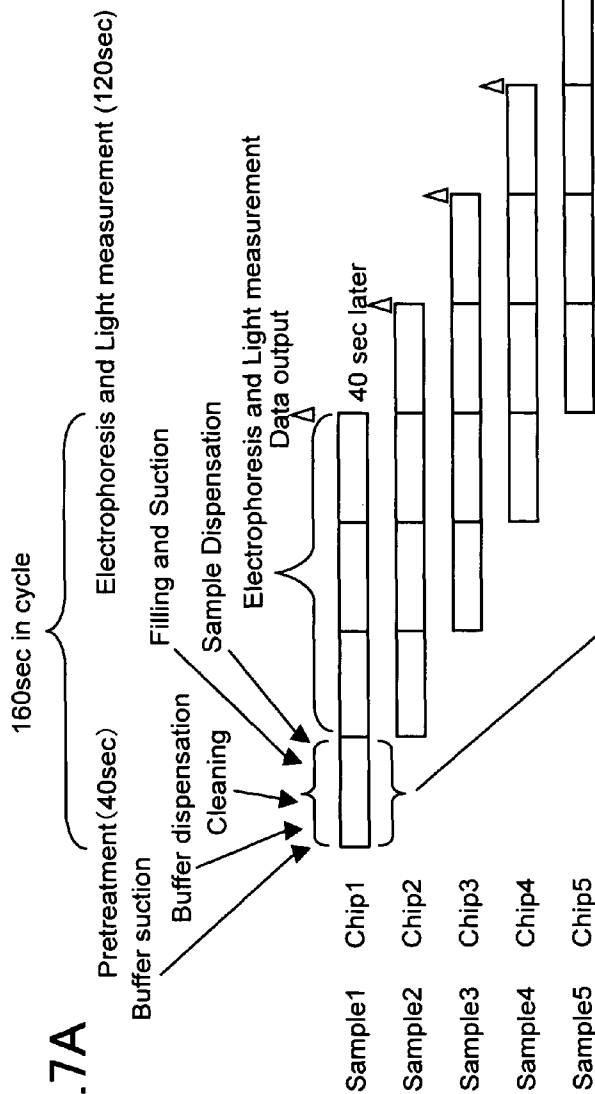 .7A
160sec in cycle
Pretreatment(40sec)
Electrophoresis and Light measurement (120sec)
Buffer suction
Buffer dispensation
Cleaning
Filling and Suction
Sample Dispensation
Electrophoresis and Light measurement
Data output
40 sec later
Sample1 Chip1
Sample2 Chip2
Sample3 Chip3
Sample4 Chip4
Sample5 Chip5